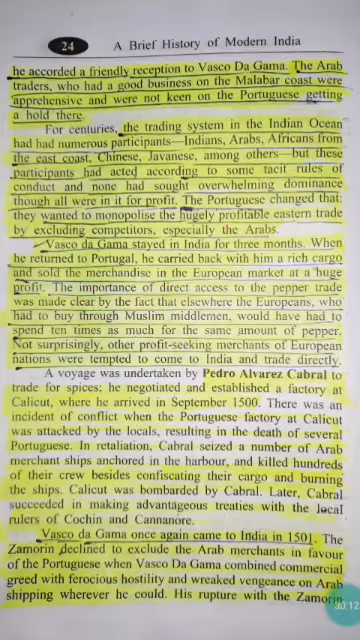 24 A Brief History of Modern India
he accorded a friendly reception to Vasco Da Gama. The Arab
traders, who had a good business on the Malabar coast were
apprehensive and were not keen on the Portuguese getting
a hold there.
For centuries, the trading system in the Indian Ocean
had had numerous participants—Indians, Arabs, Africans from
the east coast, Chinese, Javanese, among others—but these
participants had acted according to some tacit rules of
conduct and none had sought overwhelming dominance
though all were in it for profit. The Portuguese changed that:
they wanted to monopolise the hugely profitable eastern trade
by excluding competitors, especially the Arabs.
Vasco da Gama stayed in India for three months. When
he returned to Portugal, he carried back with him a rich cargo
and sold the merchandise in the European market at a huge
profit. The importance of direct access to the pepper trade
was made clear by the fact that elsewhere the Europeans, who
had to buy through Muslim middlemen, would have had to
spend ten times as much for the same amount of pepper.
Not surprisingly, other profit-seeking merchants of European
nations were tempted to come to India and trade directly.
A voyage was undertaken by Pedro Alvarez Cabral to
trade for spices; he negotiated and established a factory at
Calicut, where he arrived in September 1500. There was an
incident of conflict when the Portuguese factory at Calicut
was attacked by the locals, resulting in the death of several
Portuguese. In retaliation, Cabral seized a number of Arab
merchant ships anchored in the harbour, and killed hundreds
of their crew besides confiscating their cargo and burning
the ships. Calicut was bombarded by Cabral. Later, Cabral
succeeded in making advantageous treaties with the local
rulers of Cochin and Cannanore.
Vasco da Gama once again came to India in 1501. The
Zamorin declined to exclude the Arab merchants in favour
of the Portuguese when Vasco Da Gama combined commercial
greed with ferocious hostility and wreaked vengeance on Arab
shipping wherever he could. His rupture with the Zamorin
30:12